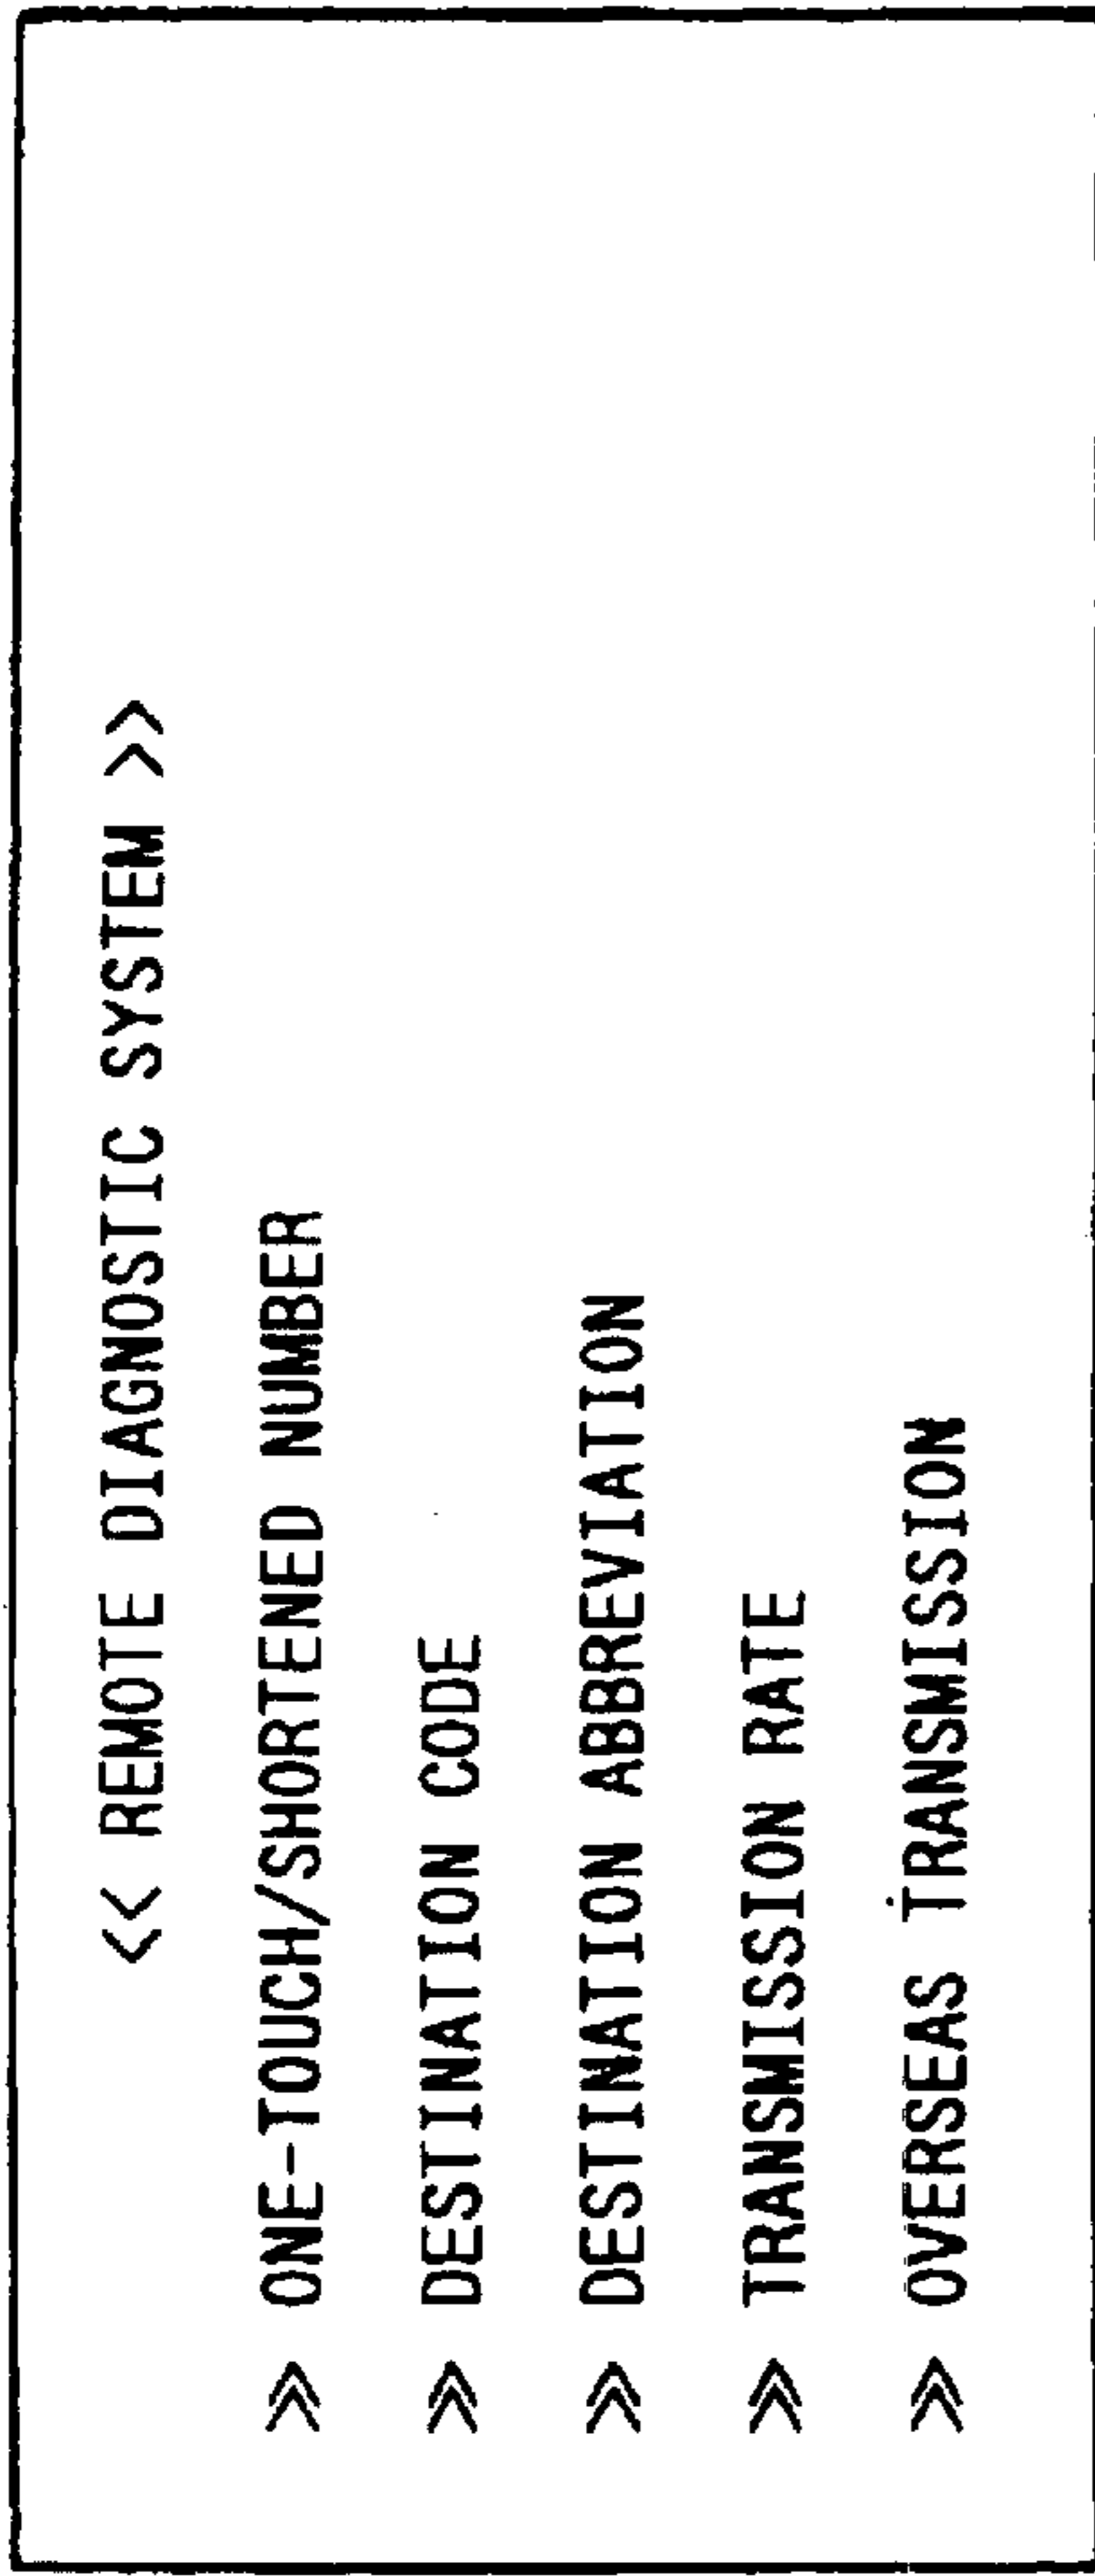 << REMOTE DIAGNOSTIC SYSTEM >>
≫ ONE-TOUCH/SHORTENED NUMBER
≫ DESTINATION CODE
≫ DESTINATION ABBREVIATION
≫ TRANSMISSION RATE
≫ OVERSEAS TRANSMISSION